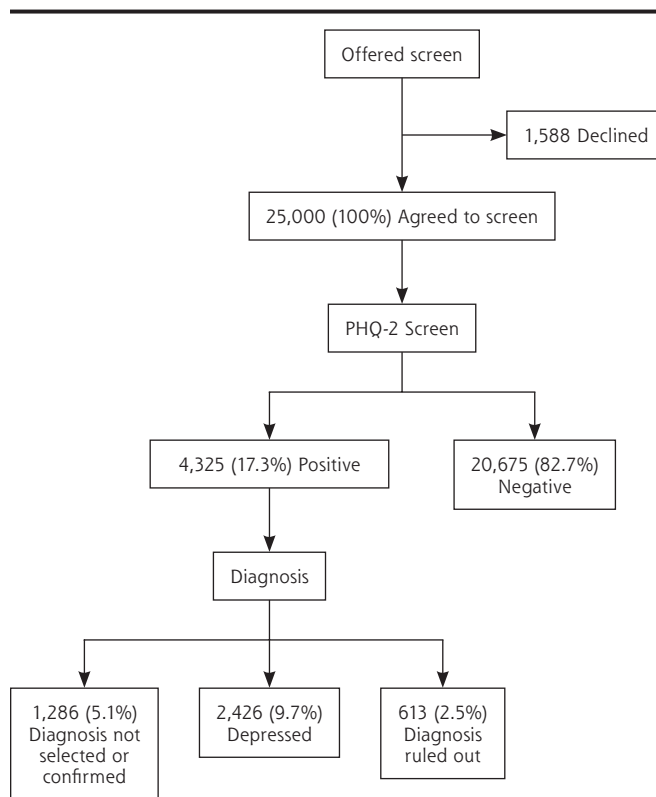 Offered screen
1,588 Declined
25,000 (100%) Agreed to screen
PHQ-2 Screen
4,325 (17.3%) Positive
20,675 (82.7%)
Negative
Diagnosis
1,286 (5.1%)
Diagnosis not
selected or
confirmed
2,426 (9.7%)
Depressed
613 (2.5%)
Diagnosis
ruled out